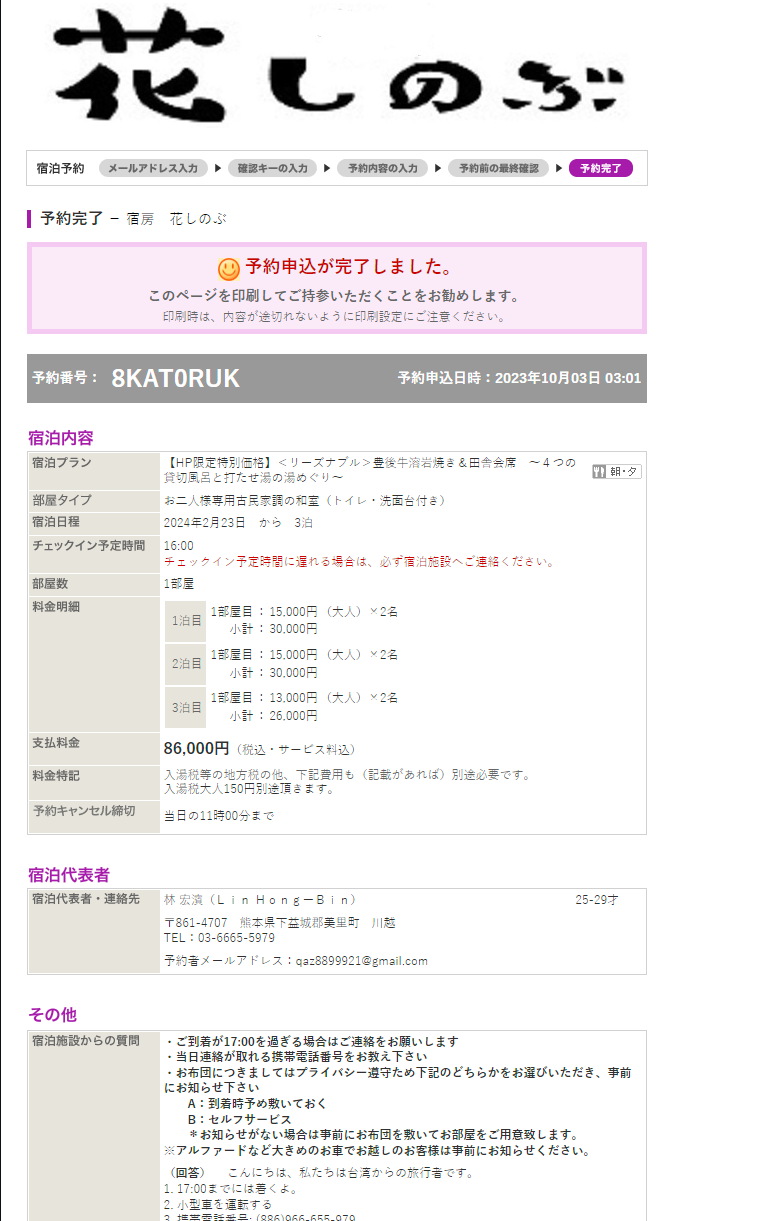 花しのぶ
宿泊予約 メールアドレス入力 ▶ 確認キーの入力 ▶ 予約内容の入力 ▶ 予約前の最終確認 ▶ 予約完了
予約完了 − 宿房　花しのぶ
予約申込が完了しました。
このページを印刷してご持参いただくことをお勧めします。
印刷時は、内容が途切れないように印刷設定にご注意ください。
予約番号： 8KAT0RUK 予約申込日時：2023年10月03日 03:01
宿泊内容
宿泊プラン 【HP限定特別価格】＜リーズナブル＞豊後牛溶岩焼き＆田舎会席　～４つの 朝・夕
貸切風呂と打たせ湯の湯めぐり～
部屋タイプ お二人様専用古民家調の和室（トイレ・洗面台付き）
宿泊日程 2024年2月23日　から　3泊
チェックイン予定時間 16:00
チェックイン予定時間に遅れる場合は、必ず宿泊施設へご連絡ください。
部屋数 1部屋
料金明細
1泊目 1部屋目： 15,000円 （大人）×2名
小計： 30,000円
2泊目 1部屋目： 15,000円 （大人）×2名
小計： 30,000円
3泊目 1部屋目： 13,000円 （大人）×2名
小計： 26,000円
支払料金 86,000円（税込・サービス料込）
料金特記 入湯税等の地方税の他、下記費用も（記載があれば）別途必要です。
入湯税大人150円別途頂きます。
予約キャンセル締切 当日の11時00分まで
宿泊代表者
宿泊代表者・連絡先 林 宏濱（Ｌｉｎ ＨｏｎｇーＢｉｎ） 25-29才
〒861-4707　熊本県下益城郡美里町　川越
TEL：03-6665-5979
予約者メールアドレス：qaz8899921@gmail.com
その他
宿泊施設からの質問 ・ご到着が17:00を過ぎる場合はご連絡をお願いします
・当日連絡が取れる携帯電話番号をお教え下さい
・お布団につきましてはプライバシー遵守ため下記のどちらかをお選びいただき、事前
にお知らせ下さい
A：到着時予め敷いておく
B：セルフサービス
＊お知らせがない場合は事前にお布団を敷いてお部屋をご用意致します。
※アルファードなど大きめのお車でお越しのお客様は事前にお知らせください。
（回答）　こんにちは、私たちは台湾からの旅行者です。
1. 17:00までには着くよ。
2. 小型車を運転する
3. 携帯電話番号: (886)966-655-979